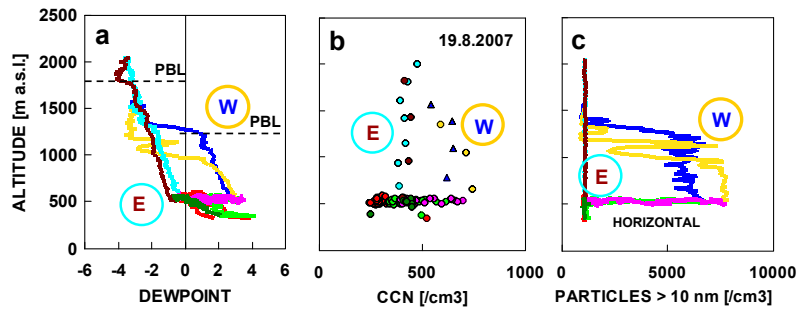 a
b
c
19.8.2007
ALTITUDE [m a.s.l.]
2500
2000
1500
1000
500
0
PBL
W
PBL
E
-6
-4
-2
0
2
4
6
DEWPOINT
E
W
0
500
1000
CCN [/cm3]
W
E
HORIZONTAL
0
5000
10000
PARTICLES > 10 nm [/cm3]